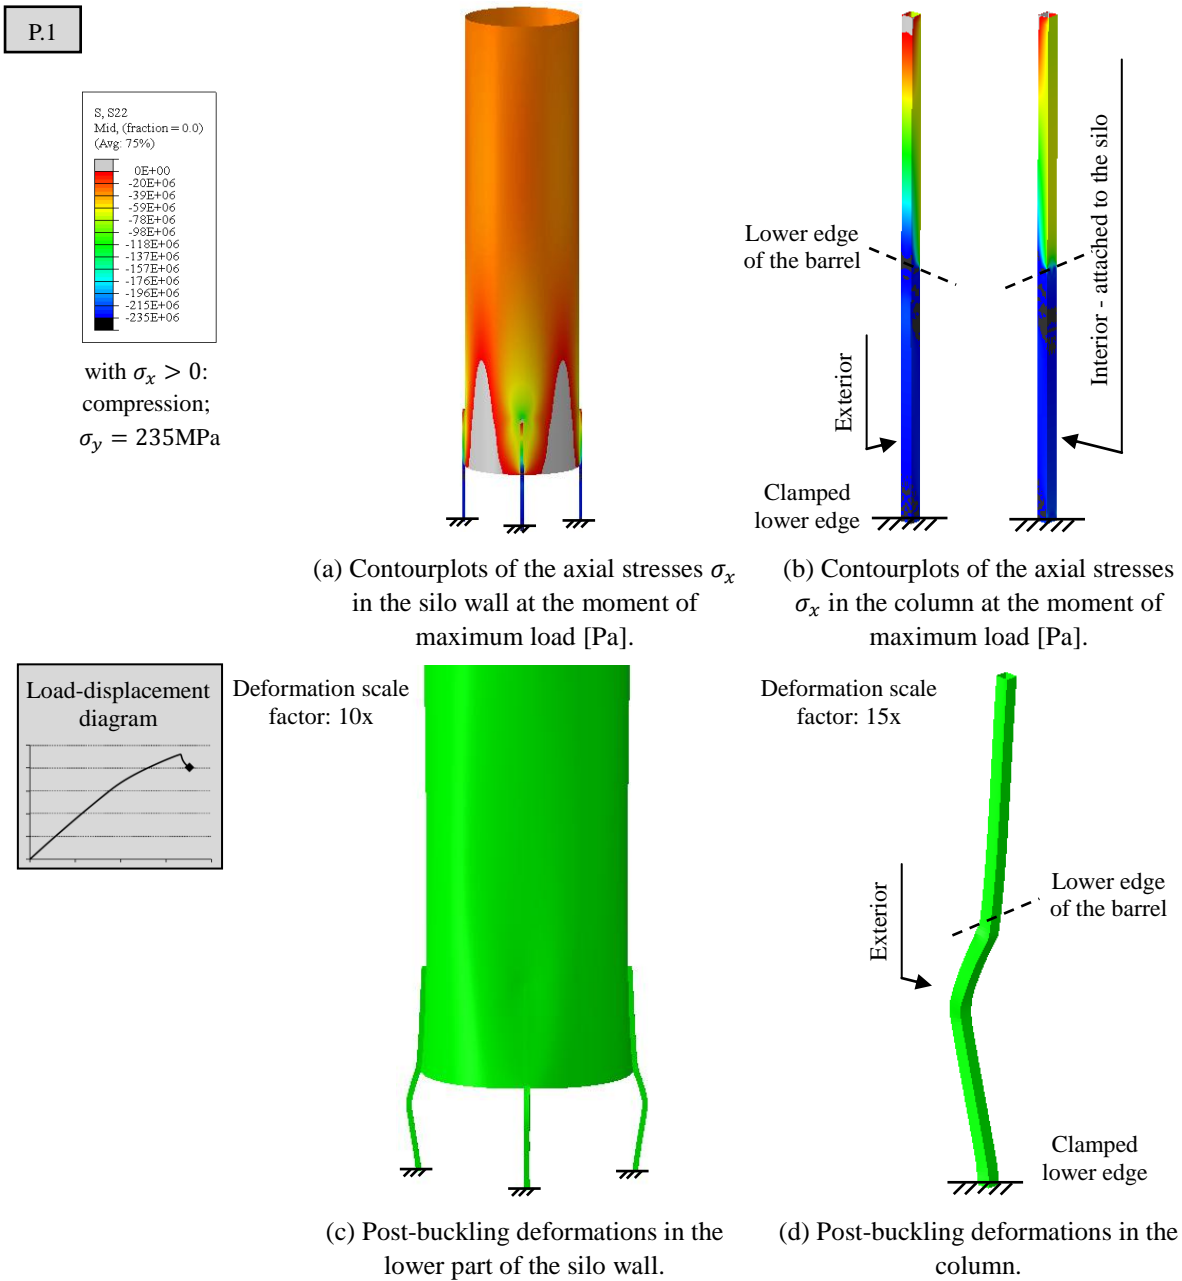 P.1
S, S22
Mid, (fraction = 0.0)
(Avg: 75%)
0E+00
-20E+06
-39E+06
-59E+06
-78E+06
-98E+06
-118E+06
-137E+06
-157E+06
-176E+06
-196E+06
-215E+06
-235E+06
with σₓ > 0:
compression;
σ_y = 235MPa
Lower edge
of the barrel
Exterior
Interior - attached to the silo
Clamped
lower edge
(a) Contourplots of the axial stresses σₓ
in the silo wall at the moment of
maximum load [Pa].
(b) Contourplots of the axial stresses
σₓ in the column at the moment of
maximum load [Pa].
Load-displacement
diagram
Deformation scale
factor: 10x
Deformation scale
factor: 15x
Exterior
Lower edge
of the barrel
Clamped
lower edge
(c) Post-buckling deformations in the
lower part of the silo wall.
(d) Post-buckling deformations in the
column.